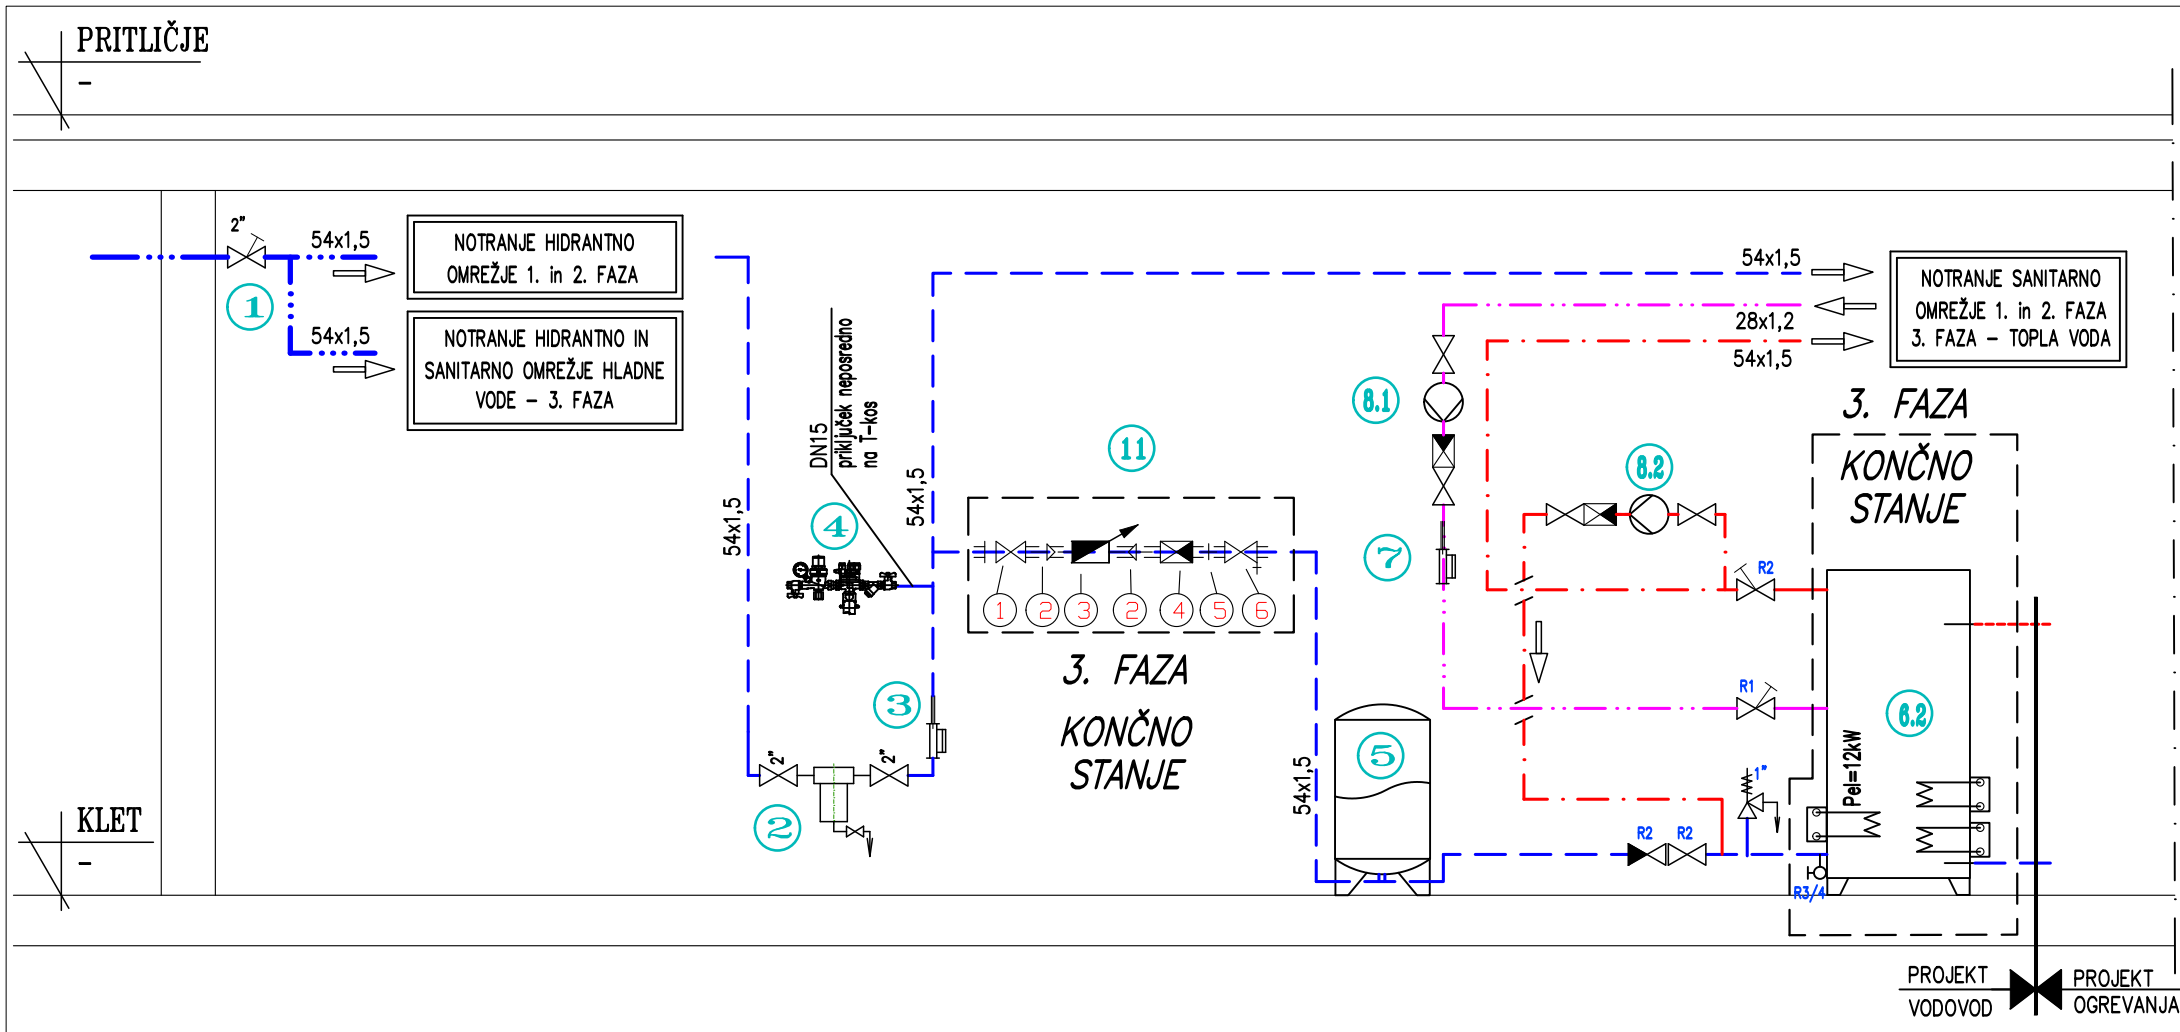 PRITLIČJE
-
2"
54x1,5
NOTRANJE HIDRANTNO
OMREŽJE 1. in 2. FAZA
1
54x1,5
NOTRANJE HIDRANTNO IN
SANITARNO OMREŽJE HLADNE
VODE - 3. FAZA
54x1,5
28x1,2
54x1,5
NOTRANJE SANITARNO
OMREŽJE 1. in 2. FAZA
3. FAZA - TOPLA VODA
DN15
priključek neposredno
na T-kos
54x1,5
54x1,5
4
11
1
2
3
2
4
5
6
3. FAZA
KONČNO
STANJE
8.1
8.2
7
3. FAZA
KONČNO
STANJE
R2
R1
6.2
Pel=12kW
1"
R2
R2
R3/4
3
2"
2"
2
5
54x1,5
KLET
-
PROJEKT
VODOVOD
PROJEKT
OGREVANJA